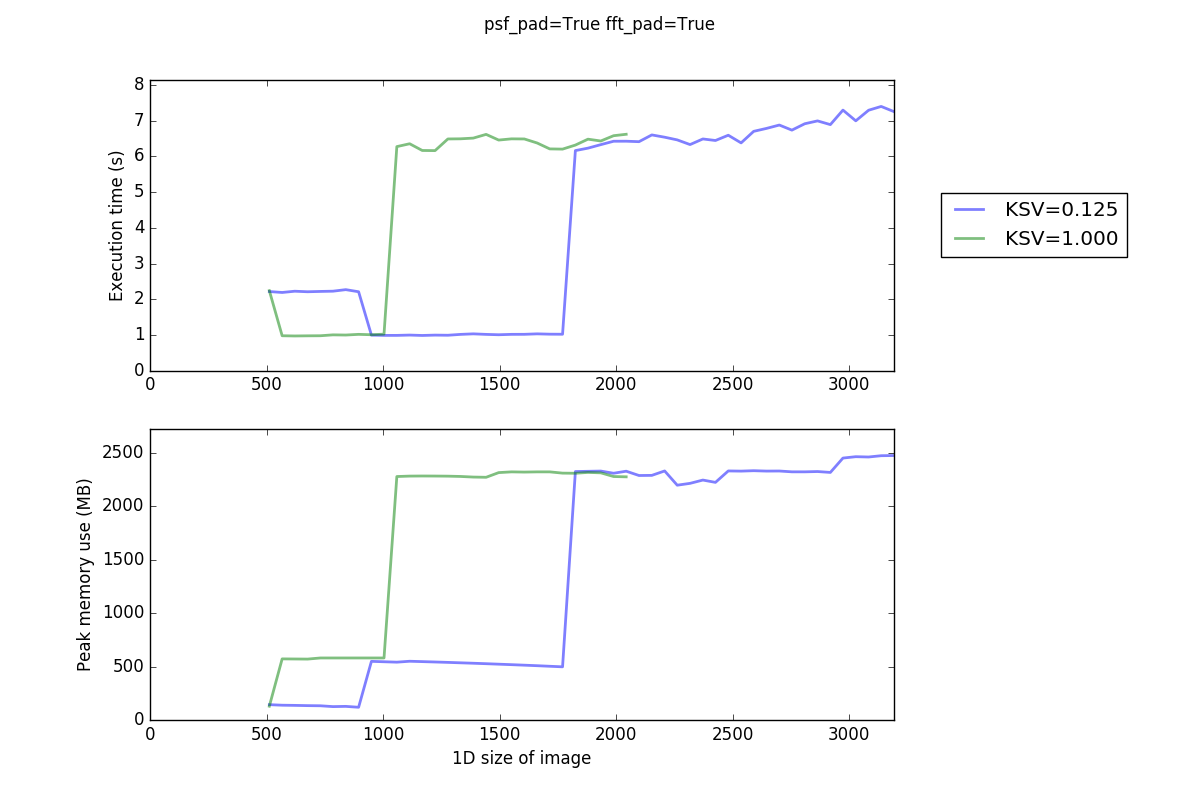 psf_pad=True fft_pad=True
8
7
6
5
4
3
2
1
0
Execution time (s)
0 500 1000 1500 2000 2500 3000
KSV=0.125
KSV=1.000
2500
2000
1500
1000
500
0
Peak memory use (MB)
0 500 1000 1500 2000 2500 3000
1D size of image